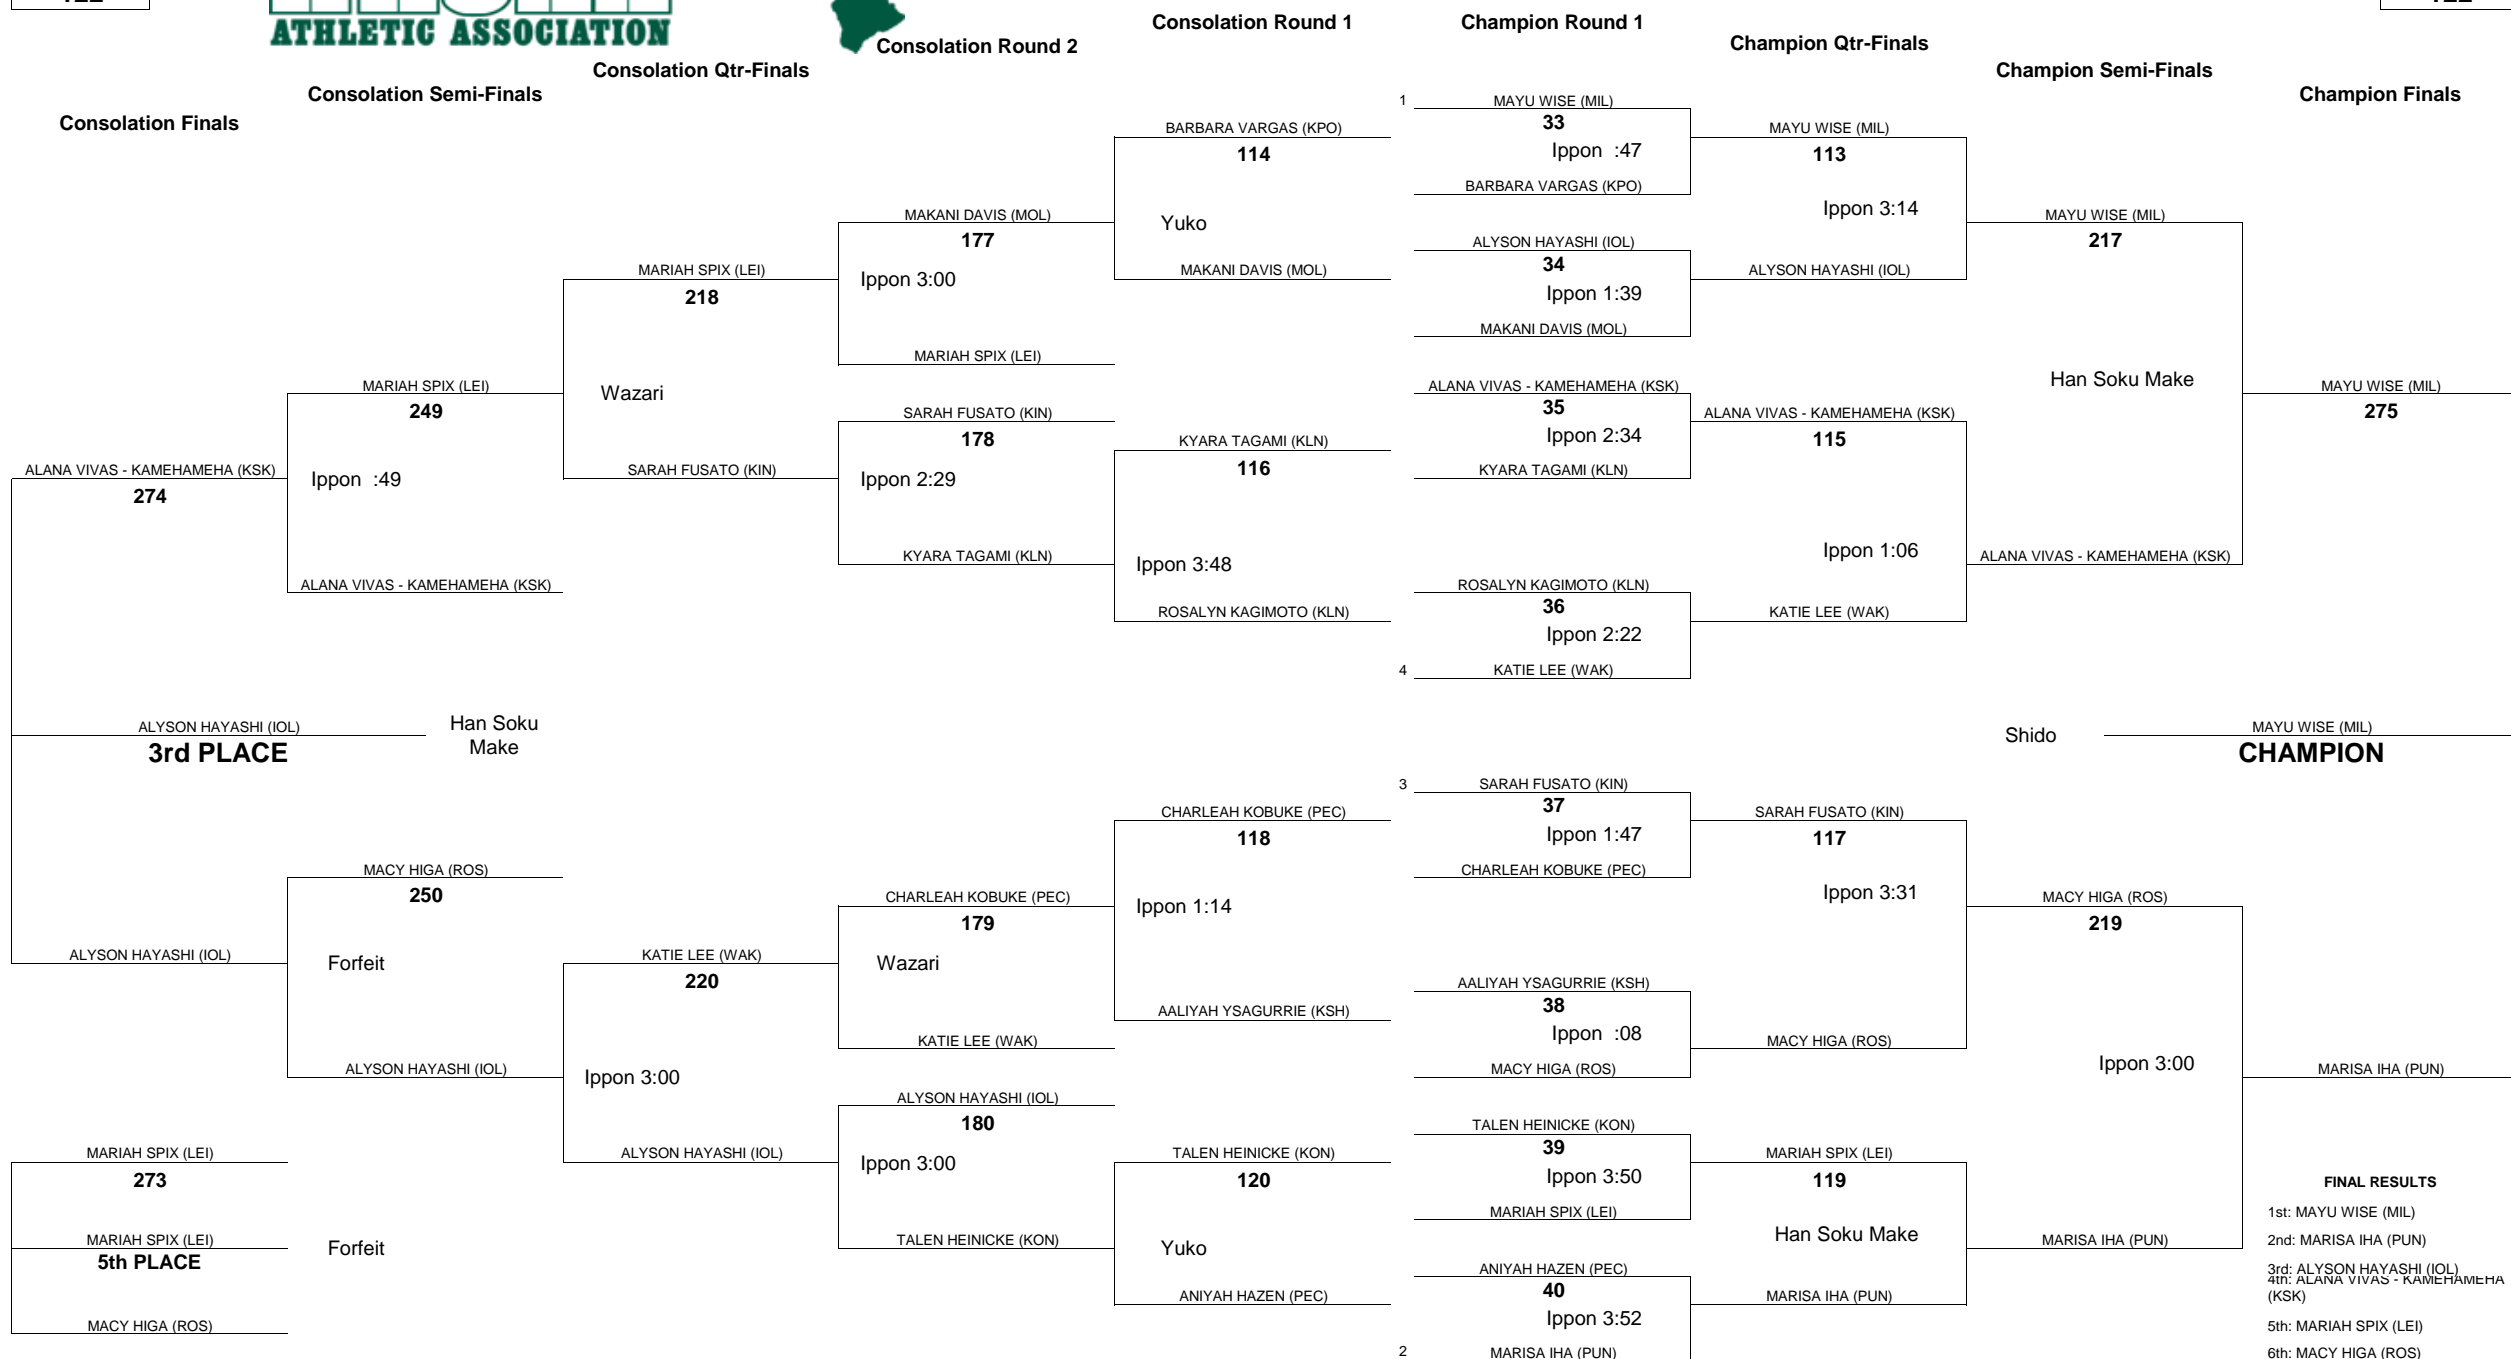 ATHLETIC ASSOCIATION
Consolation Round 1
Champion Round 1
Consolation Round 2
Champion Qtr-Finals
Consolation Qtr-Finals
Champion Semi-Finals
Consolation Semi-Finals
Champion Finals
Consolation Finals
1
MAYU WISE (MIL)
33
Ippon :47
BARBARA VARGAS (KPO)
ALYSON HAYASHI (IOL)
34
Ippon 1:39
MAKANI DAVIS (MOL)
ALANA VIVAS - KAMEHAMEHA (KSK)
35
Ippon 2:34
KYARA TAGAMI (KLN)
ROSALYN KAGIMOTO (KLN)
36
Ippon 2:22
4
KATIE LEE (WAK)
3
SARAH FUSATO (KIN)
37
Ippon 1:47
CHARLEAH KOBUKE (PEC)
AALIYAH YSAGURRIE (KSH)
38
Ippon :08
MACY HIGA (ROS)
TALEN HEINICKE (KON)
39
Ippon 3:50
MARIAH SPIX (LEI)
ANIYAH HAZEN (PEC)
40
Ippon 3:52
2
MARISA IHA (PUN)
MAYU WISE (MIL)
113
Ippon 3:14
ALYSON HAYASHI (IOL)
ALANA VIVAS - KAMEHAMEHA (KSK)
115
Ippon 1:06
KATIE LEE (WAK)
SARAH FUSATO (KIN)
117
Ippon 3:31
MACY HIGA (ROS)
MARIAH SPIX (LEI)
119
Han Soku Make
MARISA IHA (PUN)
MAYU WISE (MIL)
217
Han Soku Make
ALANA VIVAS - KAMEHAMEHA (KSK)
MACY HIGA (ROS)
219
Ippon 3:00
MARISA IHA (PUN)
MAYU WISE (MIL)
275
Shido
MAYU WISE (MIL)
CHAMPION
MARISA IHA (PUN)
BARBARA VARGAS (KPO)
114
Yuko
MAKANI DAVIS (MOL)
KYARA TAGAMI (KLN)
116
Ippon 3:48
ROSALYN KAGIMOTO (KLN)
CHARLEAH KOBUKE (PEC)
118
Ippon 1:14
AALIYAH YSAGURRIE (KSH)
TALEN HEINICKE (KON)
120
Yuko
ANIYAH HAZEN (PEC)
MAKANI DAVIS (MOL)
177
Ippon 3:00
MARIAH SPIX (LEI)
SARAH FUSATO (KIN)
178
Ippon 2:29
KYARA TAGAMI (KLN)
CHARLEAH KOBUKE (PEC)
179
Wazari
KATIE LEE (WAK)
ALYSON HAYASHI (IOL)
180
Ippon 3:00
TALEN HEINICKE (KON)
MARIAH SPIX (LEI)
218
Wazari
SARAH FUSATO (KIN)
KATIE LEE (WAK)
220
Ippon 3:00
ALYSON HAYASHI (IOL)
MARIAH SPIX (LEI)
249
Ippon :49
ALANA VIVAS - KAMEHAMEHA (KSK)
MACY HIGA (ROS)
250
Forfeit
ALYSON HAYASHI (IOL)
ALANA VIVAS - KAMEHAMEHA (KSK)
274
ALYSON HAYASHI (IOL)
3rd PLACE
Han Soku
Make
ALYSON HAYASHI (IOL)
MARIAH SPIX (LEI)
273
MARIAH SPIX (LEI)
5th PLACE
Forfeit
MACY HIGA (ROS)
FINAL RESULTS
1st: MAYU WISE (MIL)
2nd: MARISA IHA (PUN)
3rd: ALYSON HAYASHI (IOL)
4th: ALANA VIVAS - KAMEHAMEHA
(KSK)
5th: MARIAH SPIX (LEI)
6th: MACY HIGA (ROS)